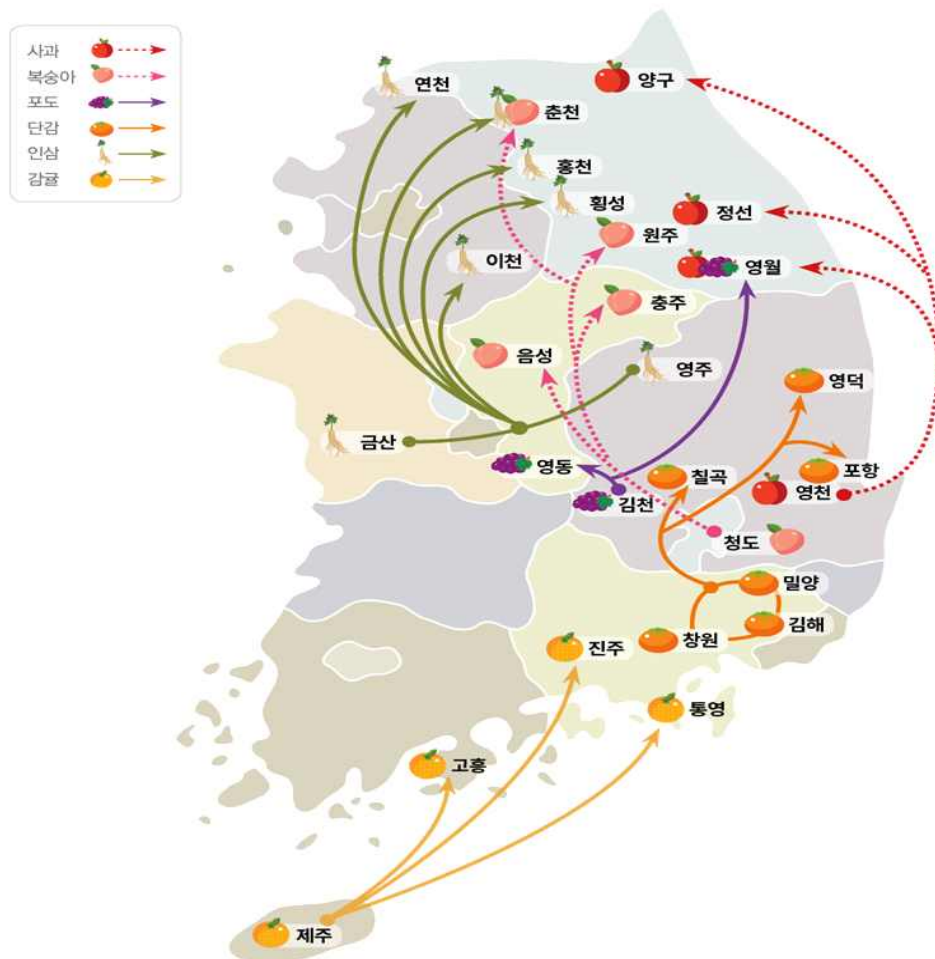 사과
복숭아
포도
단감
인삼
감귤
연천
양구
춘천
홍천
횡성
정선
원주
이천
영월
충주
음성
영주
영덕
금산
영동
칠곡
포항
김천
영천
청도
밀양
김해
창원
진주
통영
고흥
제주